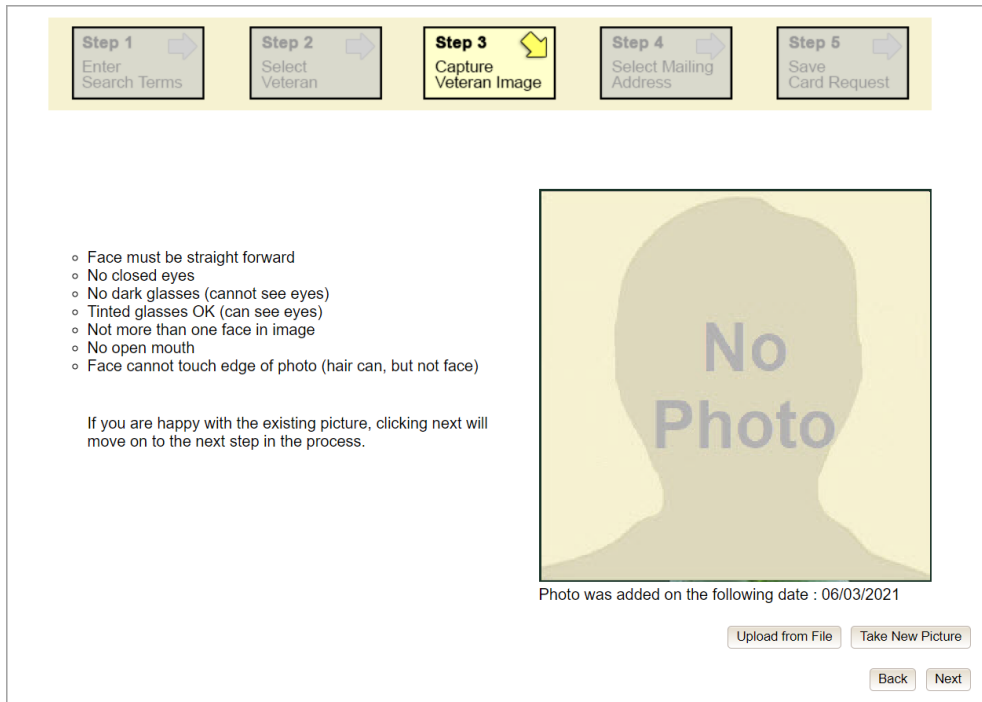 Step 1
Enter
Search Terms
Step 2
Select
Veteran
Step 3
Capture
Veteran Image
Step 4
Select Mailing
Address
Step 5
Save
Card Request
Face must be straight forward
No closed eyes
No dark glasses (cannot see eyes)
Tinted glasses OK (can see eyes)
Not more than one face in image
No open mouth
Face cannot touch edge of photo (hair can, but not face)
If you are happy with the existing picture, clicking next will
move on to the next step in the process.
No
Photo
Photo was added on the following date : 06/03/2021
Upload from File
Take New Picture
Back
Next